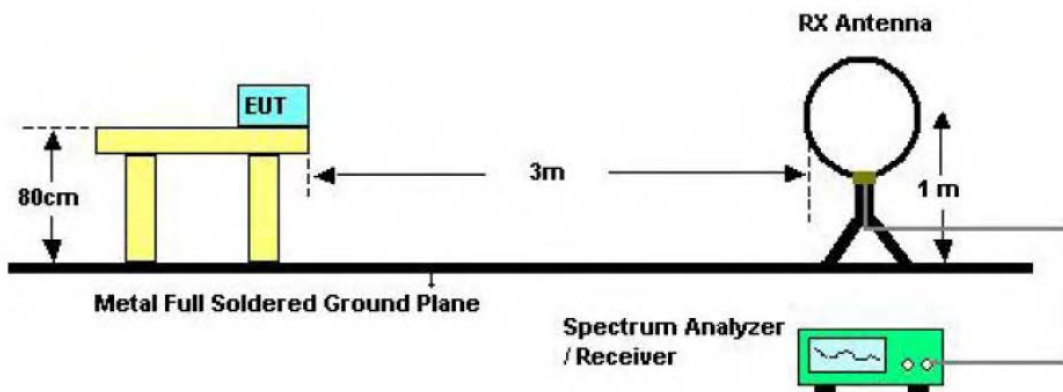 RX Antenna
EUT
3m
80cm
1 m
Metal Full Soldered Ground Plane
Spectrum Analyzer
/ Receiver